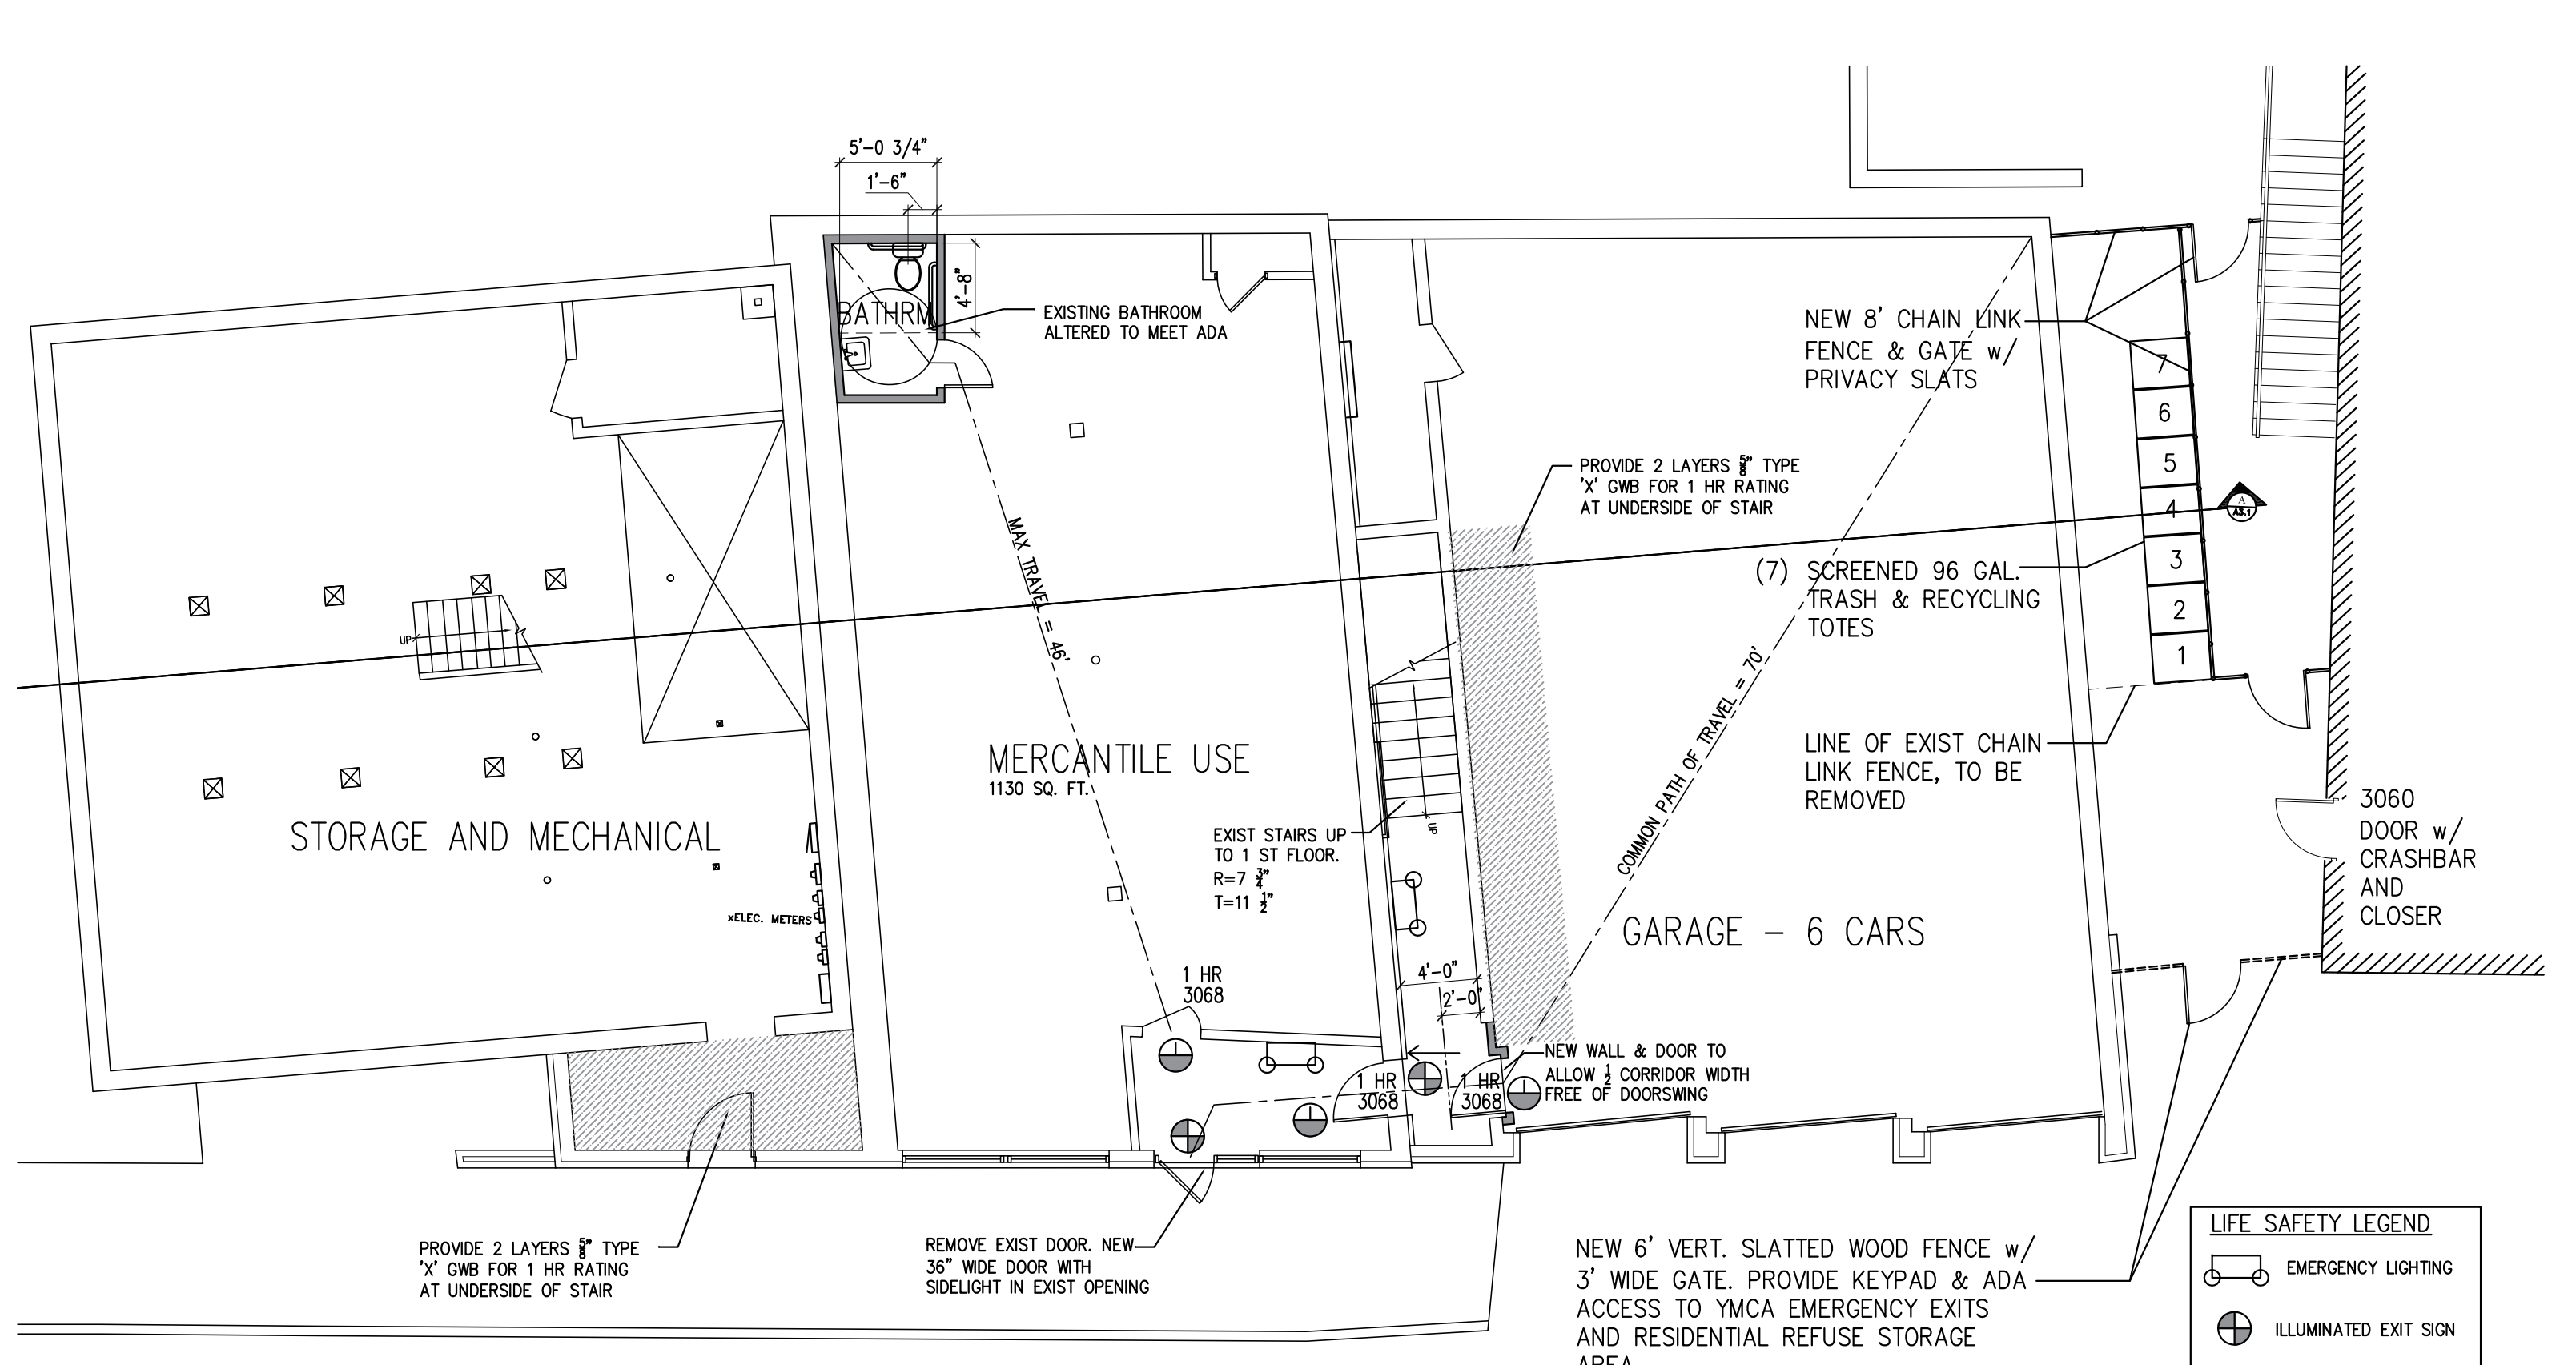 5'-0 3/4"
1'-6"
4'-8"
BATHRM
EXISTING BATHROOM
ALTERED TO MEET ADA
NEW 8' CHAIN LINK
FENCE & GATE w/
PRIVACY SLATS
7
6
5
4
3
2
1
A
A3.1
PROVIDE 2 LAYERS 5/8" TYPE
'X' GWB FOR 1 HR RATING
AT UNDERSIDE OF STAIR
(7) SCREENED 96 GAL.
TRASH & RECYCLING
TOTES
MAX TRAVEL = 46'
UP
COMMON PATH OF TRAVEL = 70'
LINE OF EXIST CHAIN
LINK FENCE, TO BE
REMOVED
MERCANTILE USE
1130 SQ. FT.
STORAGE AND MECHANICAL
EXIST STAIRS UP
TO 1 ST FLOOR.
R=7 3/4"
T=11 1/2"
UP
3060
DOOR w/
CRASHBAR
AND
CLOSER
xELEC. METERS
GARAGE - 6 CARS
1 HR
3068
4'-0"
2'-0"
1 HR
3068
1 HR
3068
NEW WALL & DOOR TO
ALLOW 1/2 CORRIDOR WIDTH
FREE OF DOORSWING
PROVIDE 2 LAYERS 5/8" TYPE
'X' GWB FOR 1 HR RATING
AT UNDERSIDE OF STAIR
REMOVE EXIST DOOR. NEW
36" WIDE DOOR WITH
SIDELIGHT IN EXIST OPENING
NEW 6' VERT. SLATTED WOOD FENCE w/
3' WIDE GATE. PROVIDE KEYPAD & ADA
ACCESS TO YMCA EMERGENCY EXITS
AND RESIDENTIAL REFUSE STORAGE
AREA
LIFE SAFETY LEGEND
EMERGENCY LIGHTING
ILLUMINATED EXIT SIGN